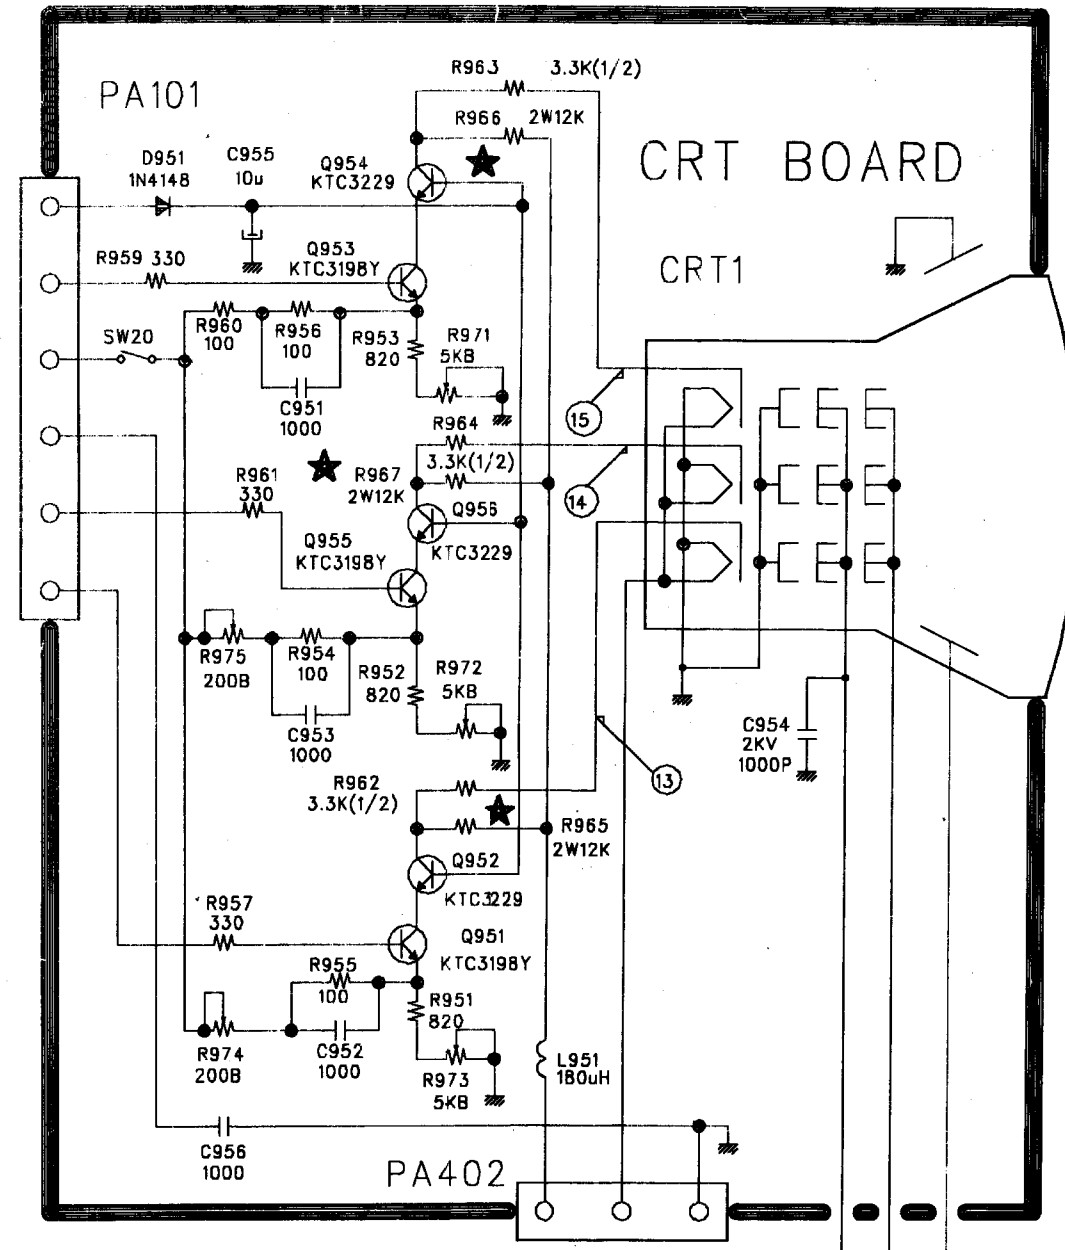 R963 3.3K(1/2)
PA101
R966 2W12K
CRT BOARD
D951
1N4148
C955
10u
Q954
KTC3229
R959 330
Q953
KTC3198Y
CRT1
SW20
R960
100
R956
100
R953
820
R971
5KB
C951
1000
15
R964
3.3K(1/2)
R961
330
R967
2W12K
14
Q956
KTC3229
Q955
KTC3198Y
R975
200B
R954
100
R952
820
R972
5KB
C953
1000
C954
2KV
1000P
13
R962
3.3K(1/2)
R965
2W12K
Q952
KTC3229
R957
330
Q951
KTC3198Y
R955
100
R951
820
R974
200B
C952
1000
R973
5KB
L951
180uH
C956
1000
PA402